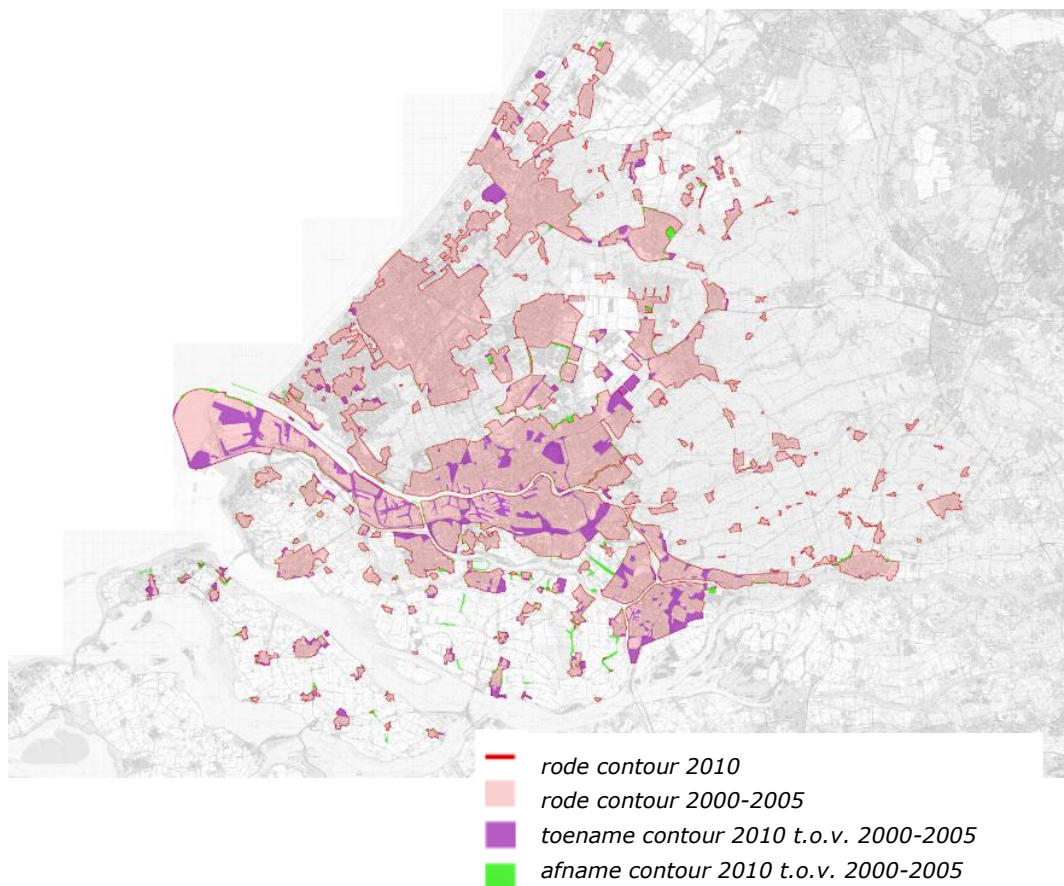 rode contour 2010
rode contour 2000-2005
toename contour 2010 t.o.v. 2000-2005
afname contour 2010 t.o.v. 2000-2005